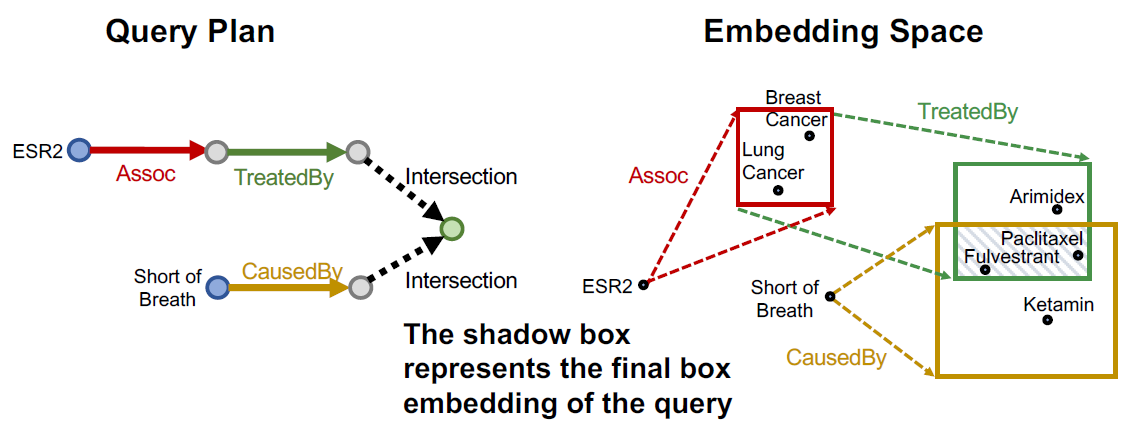 Query Plan
ESR2
Assoc
TreatedBy
Intersection
Short of
Breath
CausedBy
Intersection
The shadow box
represents the final box
embedding of the query
Embedding Space
Breast
Cancer
Lung
Cancer
Assoc
TreatedBy
ESR2
Short of
Breath
CausedBy
Arimidex
Paclitaxel
Fulvestrant
Ketamin